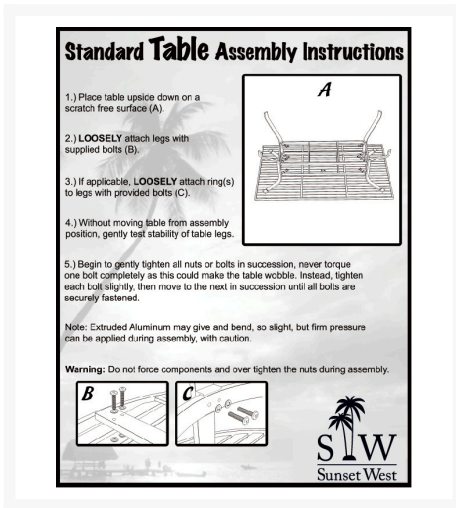 Standard Table Assembly Instructions
A
1.) Place table upside down on a
scratch free surface (A).
2.) LOOSELY attach legs with
supplied bolts (B).
3.) If applicable, LOOSELY attach ring(s)
to legs with provided bolts (C).
4.) Without moving table from assembly
position, gently test stability of table legs.
5.) Begin to gently tighten all nuts or bolts in succession, never torque
one bolt completely as this could make the table wobble. Instead, tighten
each bolt slightly, then move to the next in succession until all bolts are
securely fastened.
Note: Extruded Aluminum may give and bend, so slight, but firm pressure
can be applied during assembly, with caution.
Warning: Do not force components and over tighten the nuts during assembly.
B
C
SW
Sunset West